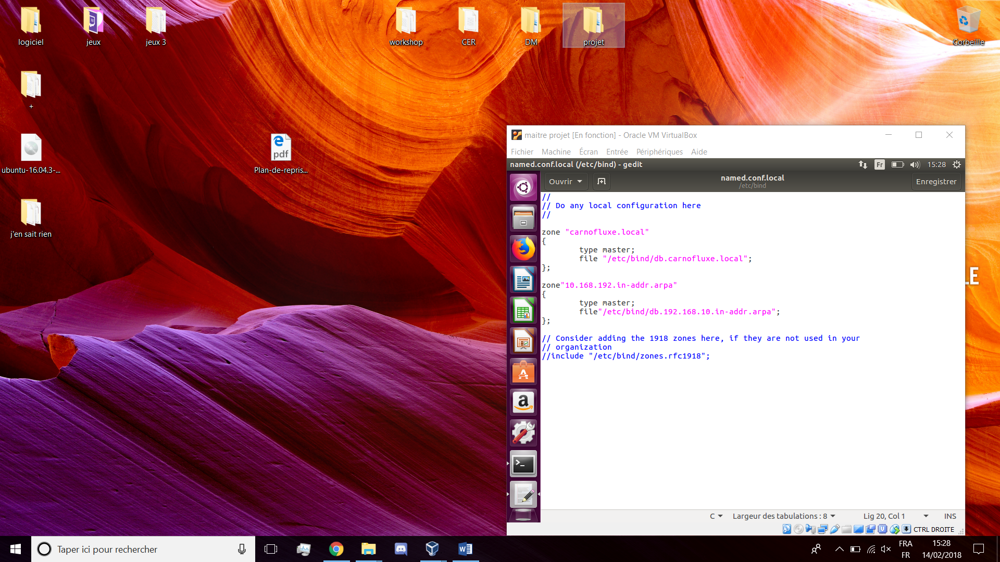 logiciel
jeux
jeux 3
workshop
CER
DM
projet
Corbeille
+
ubuntu-16.04.3-...
pdf
Plan-de-repris...
j'en sait rien
maitre projet [En fonction] - Oracle VM VirtualBox
Fichier Machine Écran Entrée Périphériques Aide
named.conf.local (/etc/bind) - gedit
Fr 15:28
Ouvrir
named.conf.local
/etc/bind
Enregistrer
//
// Do any local configuration here
//
zone "carnofluxe.local"
{
type master;
file "/etc/bind/db.carnofluxe.local";
};
zone"10.168.192.in-addr.arpa"
{
type master;
file"/etc/bind/db.192.168.10.in-addr.arpa";
};
// Consider adding the 1918 zones here, if they are not used in your
// organization
//include "/etc/bind/zones.rfc1918";
LE
C
Largeur des tabulations : 8
Lig 20, Col 1
INS
CTRL DROITE
Taper ici pour rechercher
FRA
FR
15:28
14/02/2018